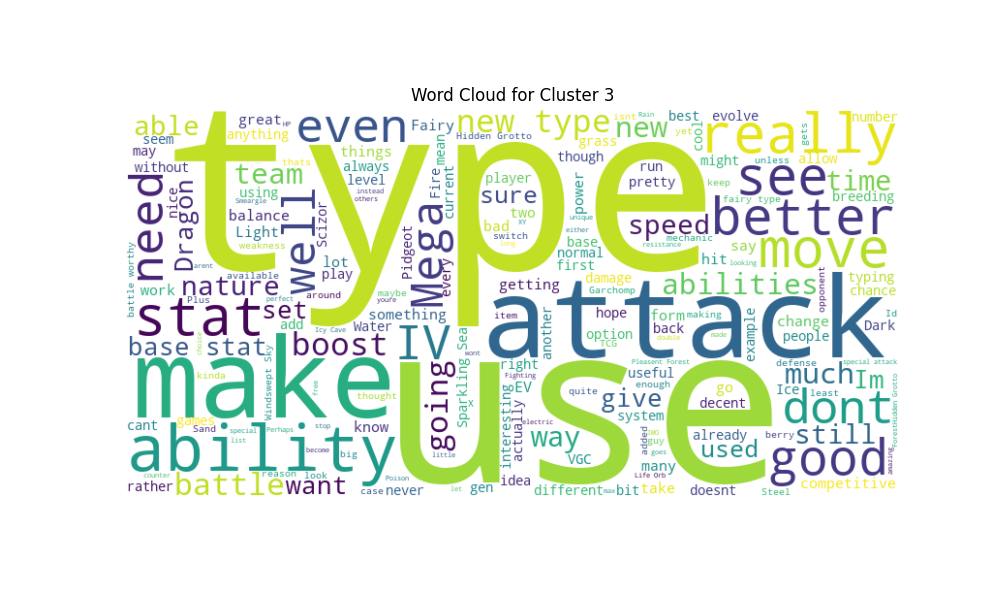 Word Cloud for Cluster 3
able
great
HP
even
Fairy
new type
new
cool
best
evolve
number
seem
anything
Hidden Grotto
grass
isnt
Rain
yet
really
gets
may
thats
things
mean
though
might
unless
allow
without
team
always
player
run
pretty
keep
see
time
need
nice
Dragon
using
Smeargle
level
instead
others
Fire
current
sure
power
fairy type
breeding
type
well
Scizor
balance
Light
weakness
Pidgeot
Mega
every
two
XY
bad
switch
long
unique
either
base
normal
first
speed
mechanic
resistance
say
looking
better
move
battle worthy
arent
available
lot
play
hit
abilities
typing
chance
work
nature
Plus
perfect
around
maybe
youre
something
getting
damage
Garchomp
opponent
stat
set
add
Icy Cave
Water
item
another
hope
form
making
back
example
change
people
Id
Dark
attack
base stat
boost
IV
Sparkling Sea
option
TCG
double
made
defense
special attack
make
kinda
choice
Windswept Sky
free
thought
going
right
wont
Fighting
EV
Pleasent Forest
useful
enough
quite
give
go
decent
much
Ice
least
Im
dont
games
cant
Sand
special
Perhaps
stop
list
know
little
interesting
actually
electric
system
added
OMG
guy
goes
already
used
berry
still
ForestHidden Grotto
ability
become
big
way
VGC
many
good
amazing
counter
reason
look
Poison
idea
Life Orb
rather
battle
want
case
never
let
gen
different
max
bit
take
doesnt
Steel
competitive
use